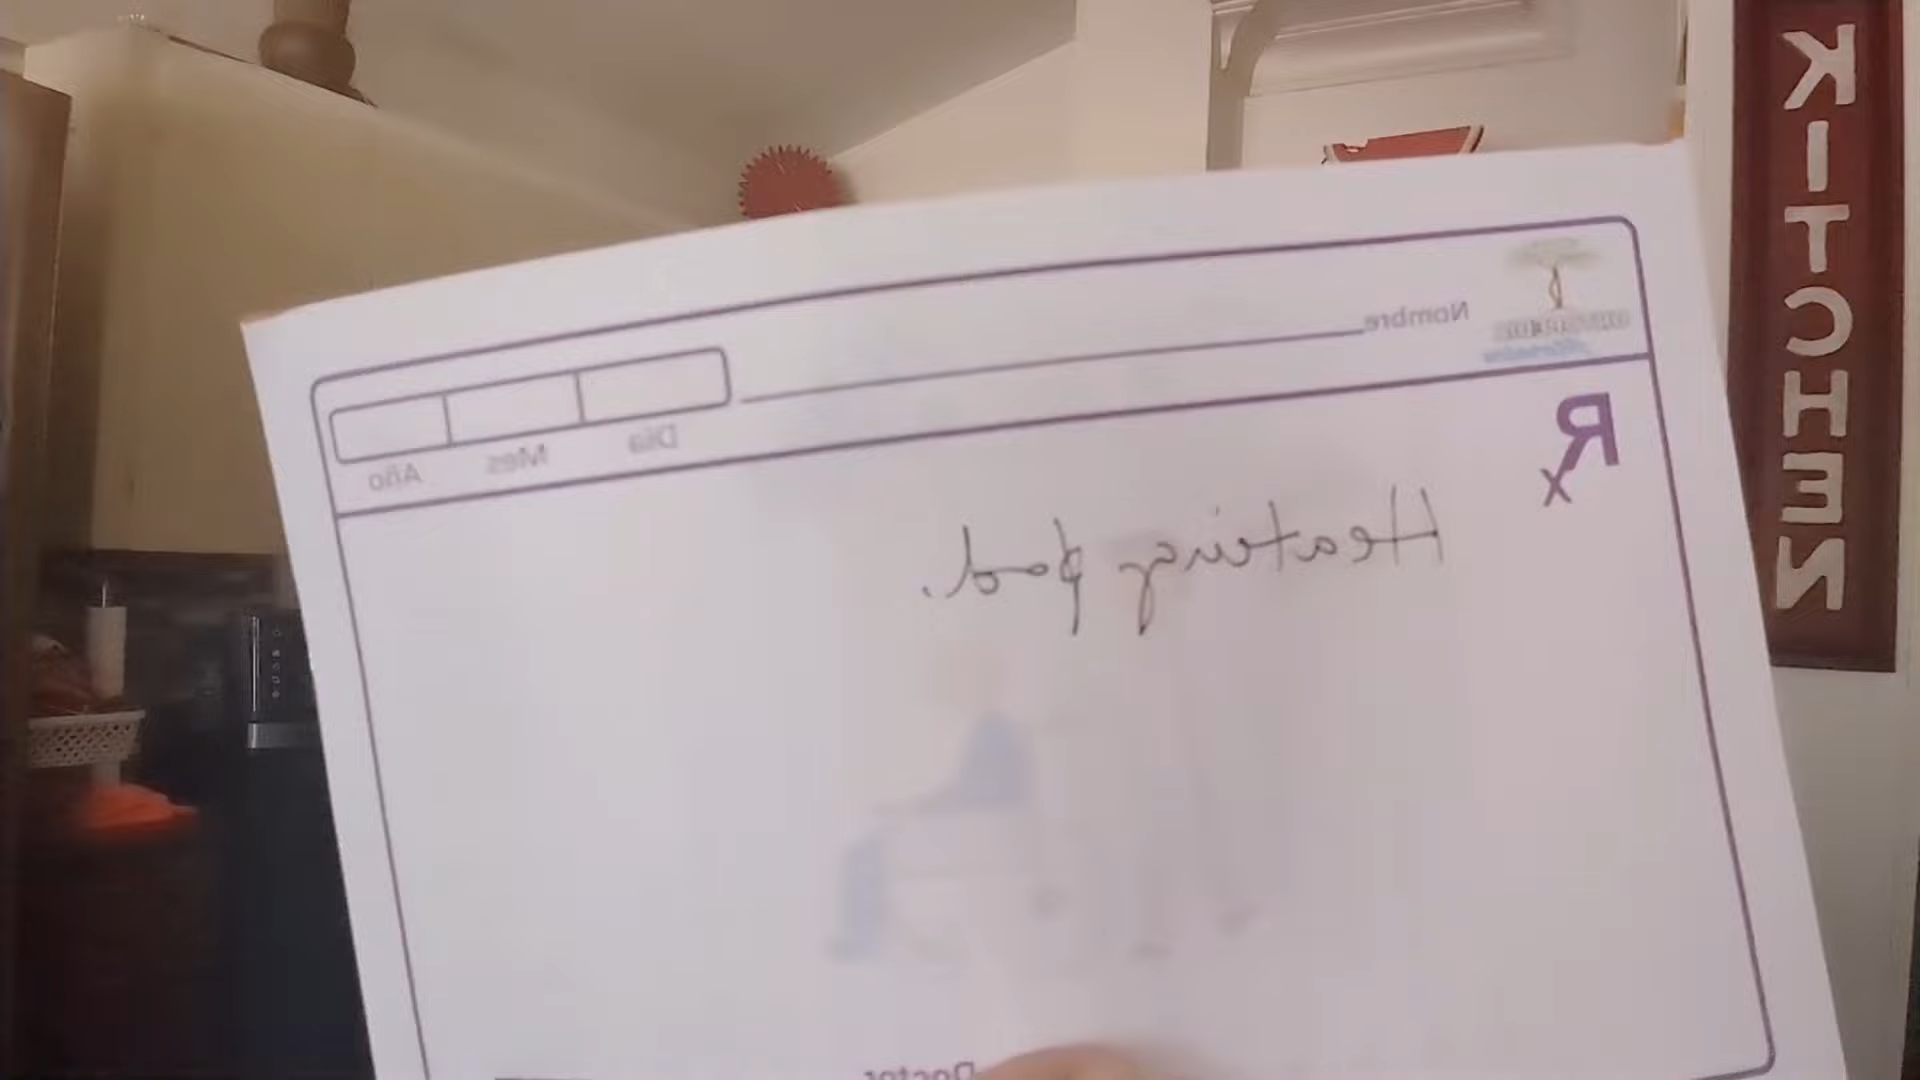 KITCHEN
Nombre
Día Mes Año
Rx
Heating pad.
Doctor